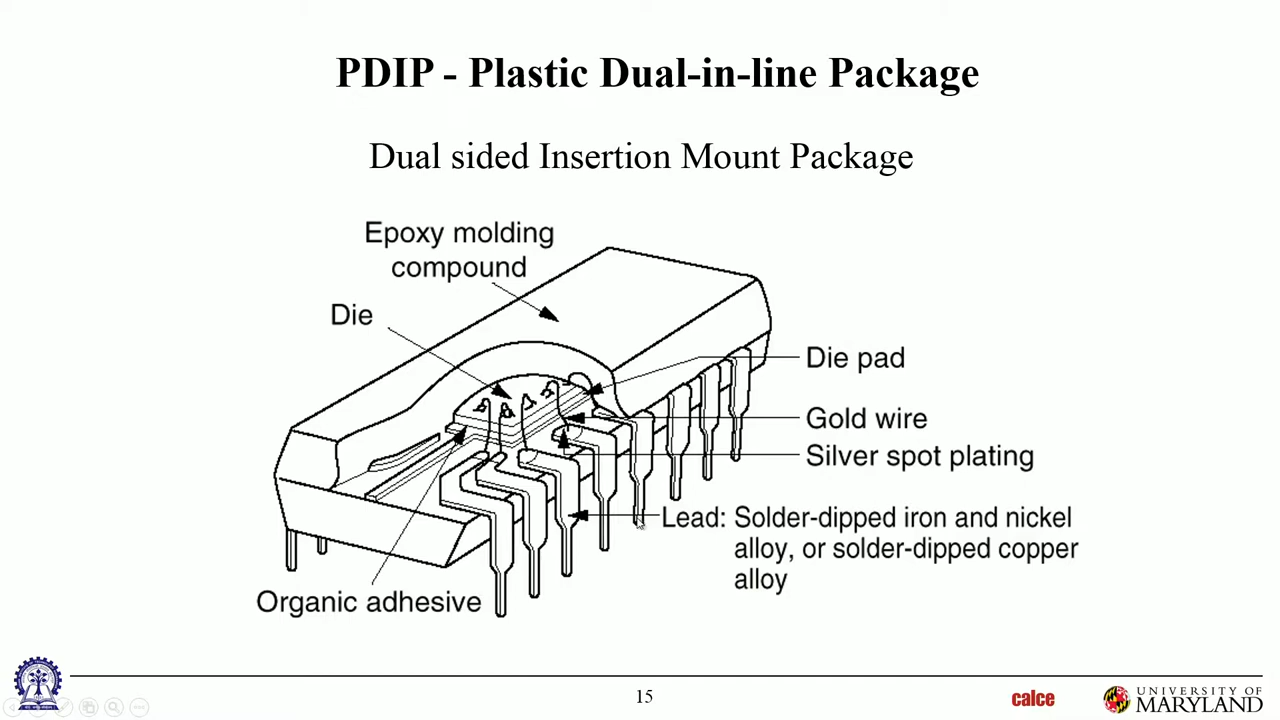 PDIP - Plastic Dual-in-line Package
Dual sided Insertion Mount Package
Epoxy molding
compound
Die
Die pad
Gold wire
Silver spot plating
Lead: Solder-dipped iron and nickel
alloy, or solder-dipped copper
alloy
Organic adhesive
15
calce
UNIVERSITY OF
MARYLAND